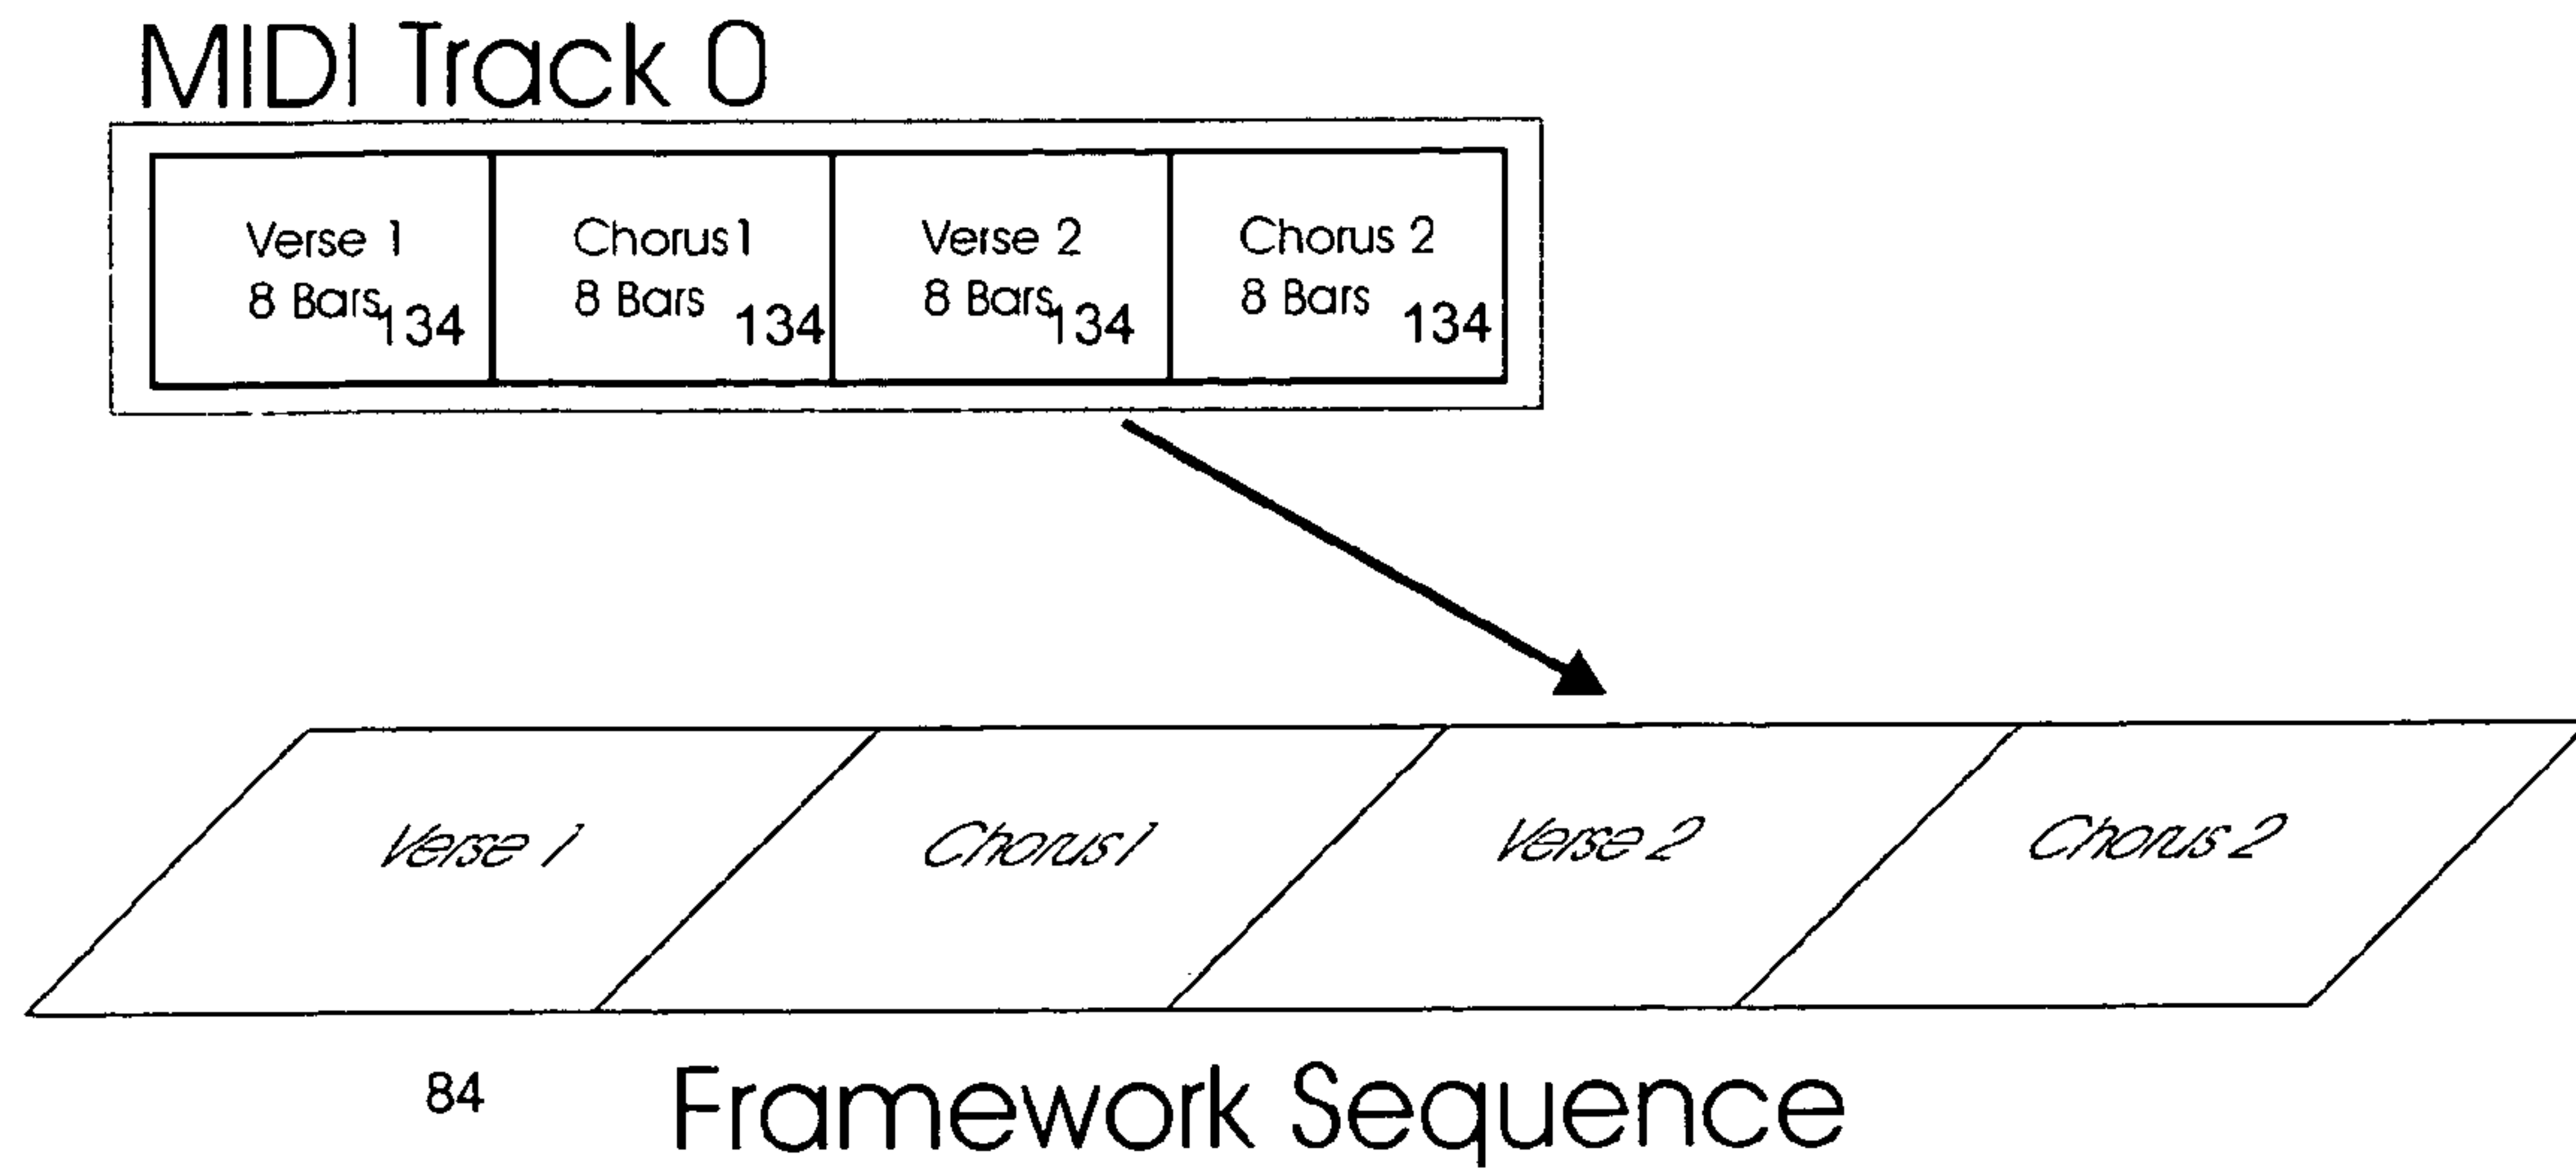 MIDI Track 0
Verse 1
8 Bars
134
Chorus 1
8 Bars
134
Verse 2
8 Bars
134
Chorus 2
8 Bars
134
Verse 1
Chorus 1
Verse 2
Chorus 2
84
Framework Sequence